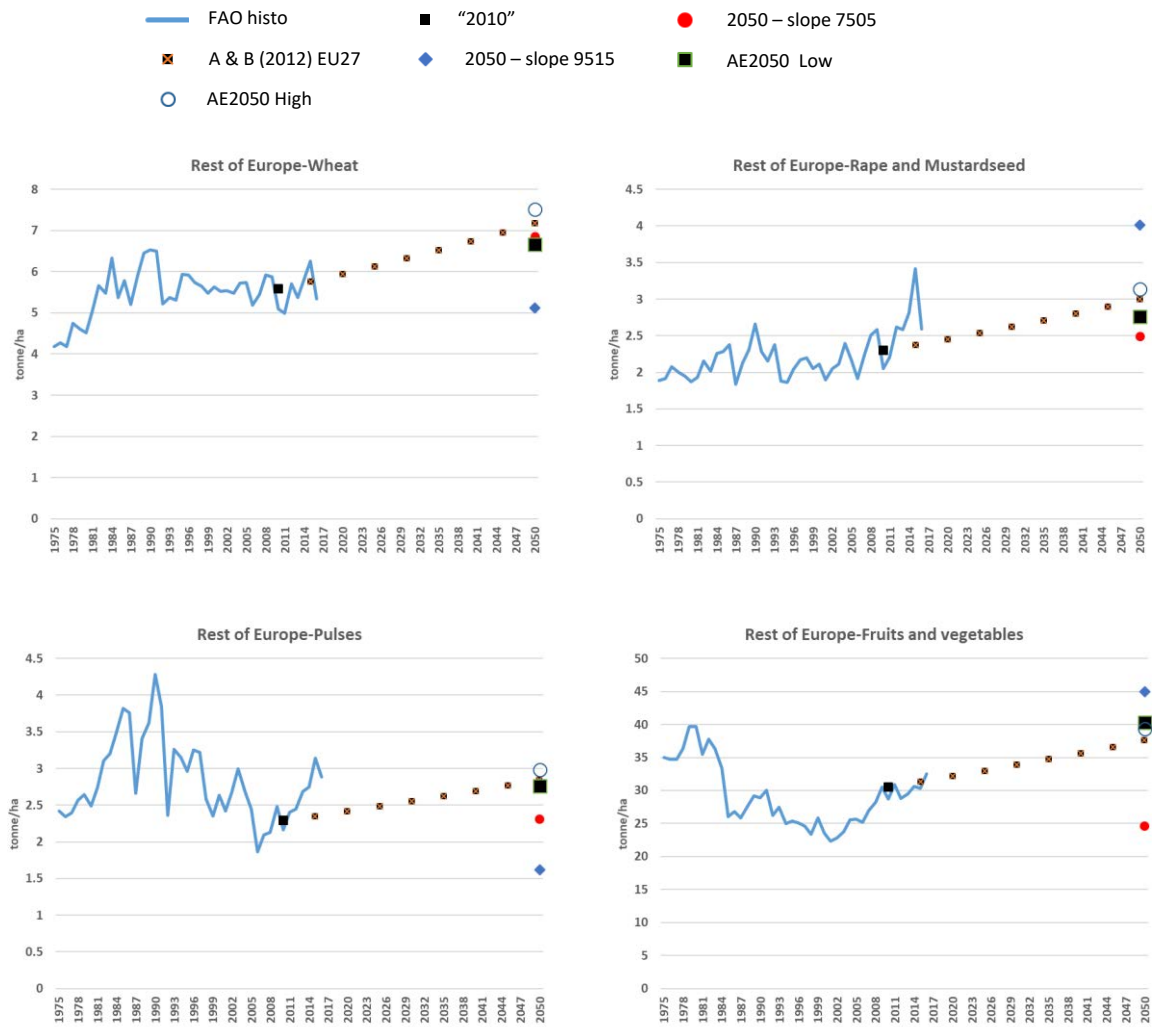 FAO histo
“2010”
2050 – slope 7505
A & B (2012) EU27
2050 – slope 9515
AE2050 Low
AE2050 High
Rest of Europe-Wheat
tonne/ha
8
7
6
5
4
3
2
1
0
1975 1978 1981 1984 1987 1990 1993 1996 1999 2002 2005 2008 2011 2014 2017 2020 2023 2026 2029 2032 2035 2038 2041 2044 2047 2050
Rest of Europe-Rape and Mustardseed
tonne/ha
4.5
4
3.5
3
2.5
2
1.5
1
0.5
0
1975 1978 1981 1984 1987 1990 1993 1996 1999 2002 2005 2008 2011 2014 2017 2020 2023 2026 2029 2032 2035 2038 2041 2044 2047 2050
Rest of Europe-Pulses
tonne/ha
4.5
4
3.5
3
2.5
2
1.5
1
0.5
0
1975 1978 1981 1984 1987 1990 1993 1996 1999 2002 2005 2008 2011 2014 2017 2020 2023 2026 2029 2032 2035 2038 2041 2044 2047 2050
Rest of Europe-Fruits and vegetables
tonne/ha
50
45
40
35
30
25
20
15
10
5
0
1975 1978 1981 1984 1987 1990 1993 1996 1999 2002 2005 2008 2011 2014 2017 2020 2023 2026 2029 2032 2035 2038 2041 2044 2047 2050